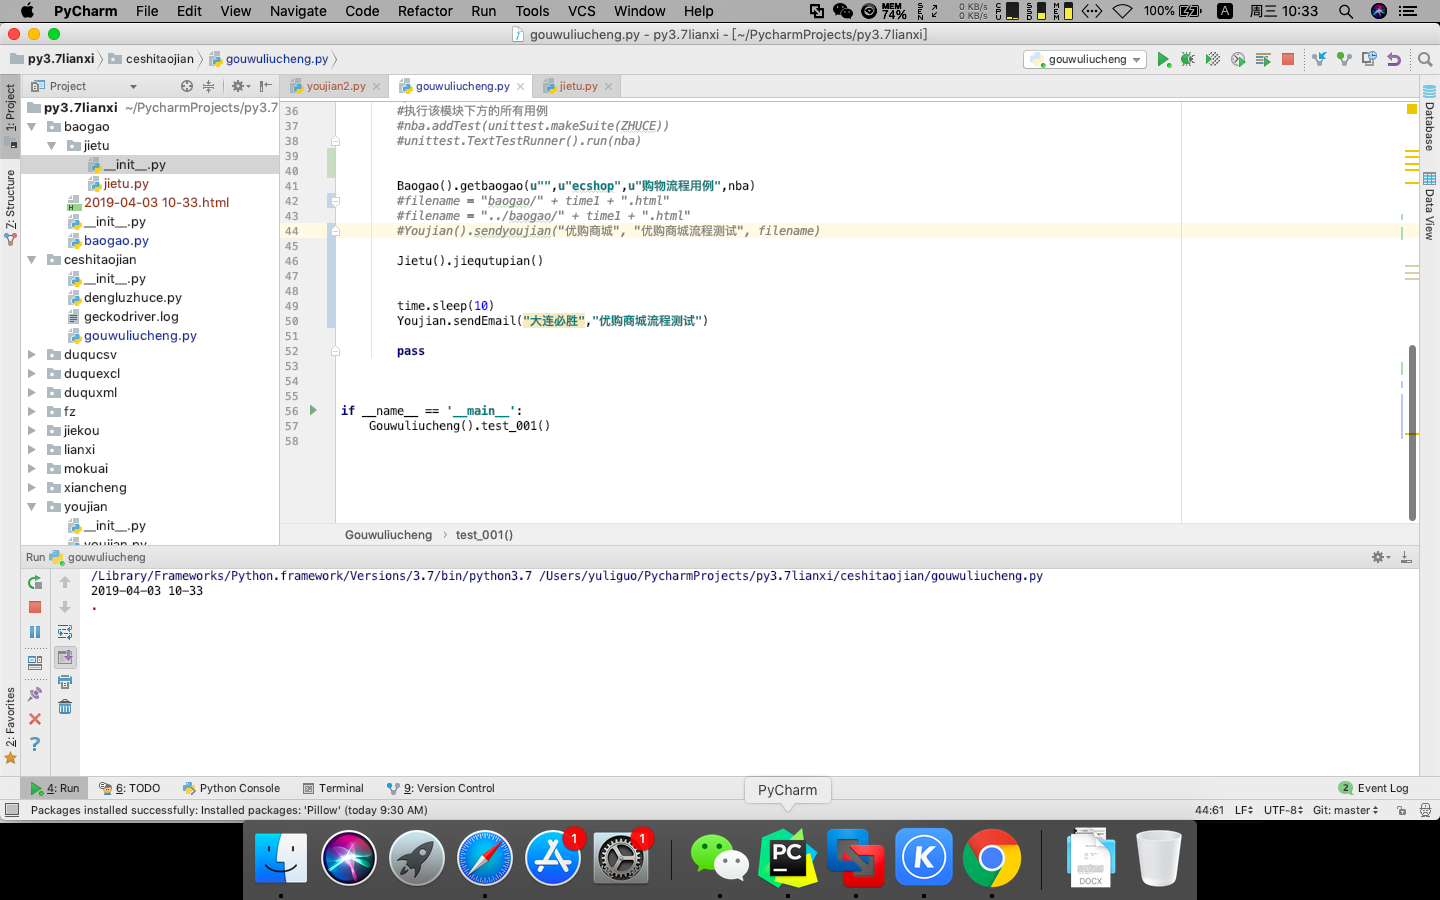 PyCharm File Edit View Navigate Code Refactor Run Tools VCS Window Help MEM 74% SEN 0 KB/s 0 KB/s CPU SSD MEM 100% A 周三 10:33
gouwuliucheng.py - py3.7lianxi - [~/PycharmProjects/py3.7lianxi]
py3.7lianxi ceshitaojian gouwuliucheng.py gouwuliucheng
Project youjian2.py gouwuliucheng.py jietu.py
1: Project
Z: Structure
2: Favorites
py3.7lianxi ~/PycharmProjects/py3.7
baogao
jietu
__init__.py
jietu.py
2019-04-03 10-33.html
__init__.py
baogao.py
ceshitaojian
__init__.py
dengluzhuce.py
geckodriver.log
gouwuliucheng.py
duqucsv
duquexcl
duquxml
fz
jiekou
lianxi
mokuai
xiancheng
youjian
__init__.py
youjian.py
36 #执行该模块下方的所有用例
37 #nba.addTest(unittest.makeSuite(ZHUCE))
38 #unittest.TextTestRunner().run(nba)
39
40
41 Baogao().getbaogao(u"",u"ecshop",u"购物流程用例",nba)
42 #filename = "baogao/" + time1 + ".html"
43 #filename = "../baogao/" + time1 + ".html"
44 #Youjian().sendyoujian("优购商城", "优购商城流程测试", filename)
45
46 Jietu().jiequtupian()
47
48
49 time.sleep(10)
50 Youjian.sendEmail("大连必胜","优购商城流程测试")
51
52 pass
53
54
55
56 if __name__ == '__main__':
57 Gouwuliucheng().test_001()
58
Gouwuliucheng test_001()
Database
Data View
Run gouwuliucheng
/Library/Frameworks/Python.framework/Versions/3.7/bin/python3.7 /Users/yuliguo/PycharmProjects/py3.7lianxi/ceshitaojian/gouwuliucheng.py
2019-04-03 10-33
.
4: Run 6: TODO Python Console Terminal 9: Version Control 2 Event Log
PyCharm
Packages installed successfully: Installed packages: 'Pillow' (today 9:30 AM) 44:61 LF UTF-8 Git: master
1 1 PC K DOCX